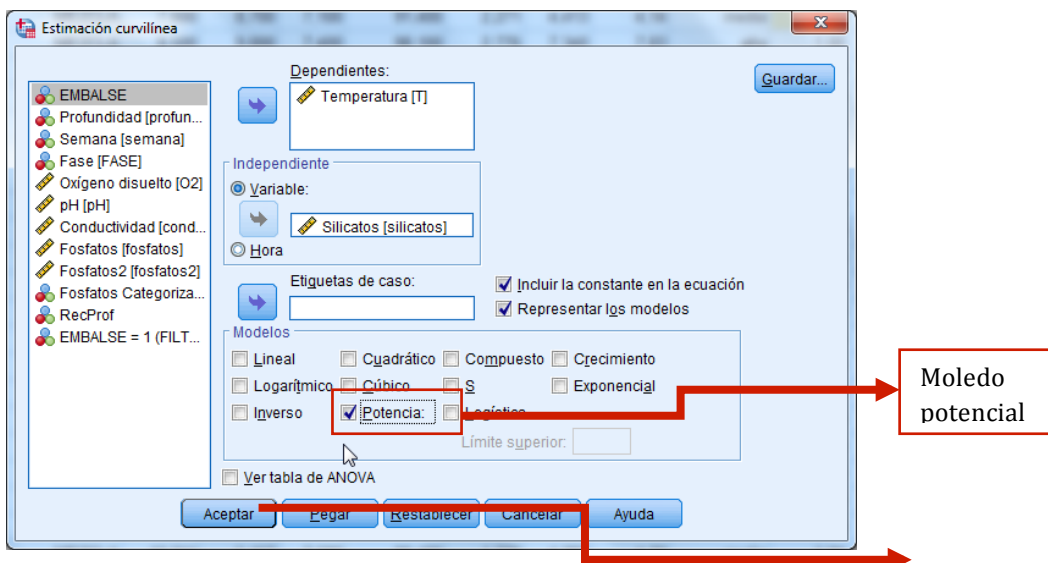 Estimación curvilínea
EMBALSE
Profundidad [profun...
Semana [semana]
Fase [FASE]
Oxígeno disuelto [O2]
pH [pH]
Conductividad [cond...
Fosfatos [fosfatos]
Fosfatos2 [fosfatos2]
Fosfatos Categoriza...
RecProf
EMBALSE = 1 (FILT...
Dependientes:
Temperatura [T]
Guardar...
Independiente
Variable:
Silicatos [silicatos]
Hora
Etiquetas de caso:
Incluir la constante en la ecuación
Representar los modelos
Modelos
Lineal Cuadrático Compuesto Crecimiento
Logarítmico Cúbico S Exponencial
Inverso Potencia: Logística
Límite superior:
Ver tabla de ANOVA
Aceptar Pegar Restablecer Cancelar Ayuda
Moledo
potencial